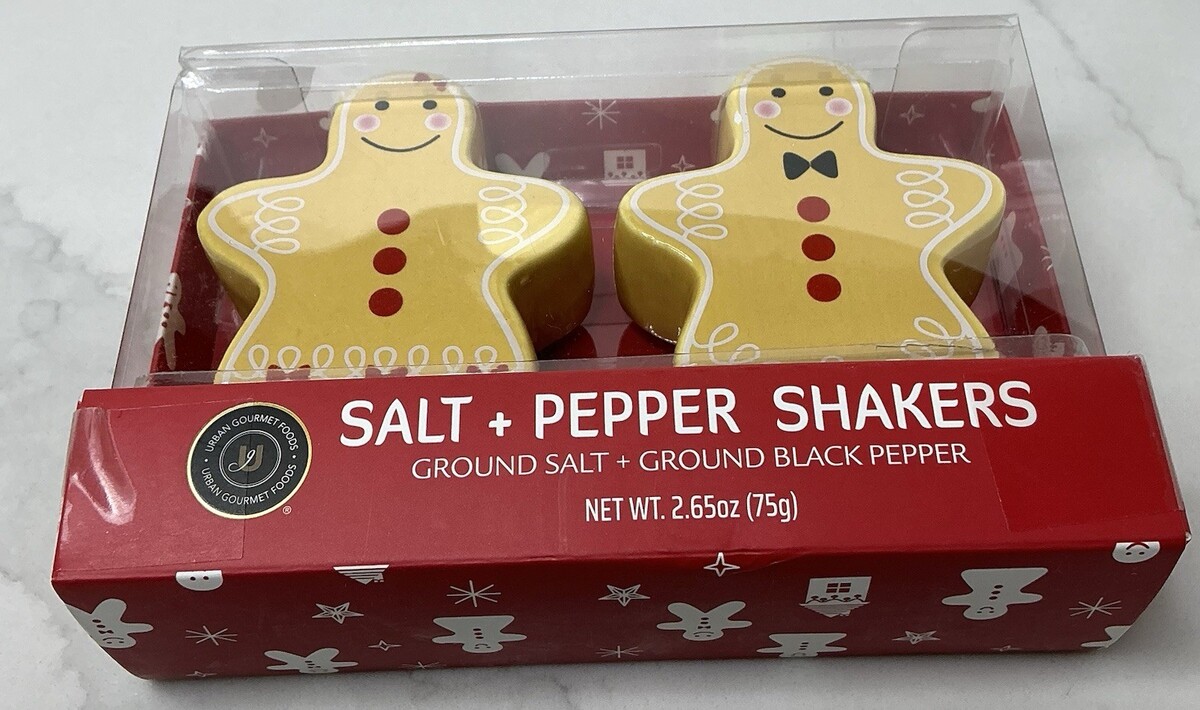 URBAN GOURMET FOODS
URBAN GOURMET FOODS
®
SALT + PEPPER SHAKERS
GROUND SALT + GROUND BLACK PEPPER
NET WT. 2.65oz (75g)